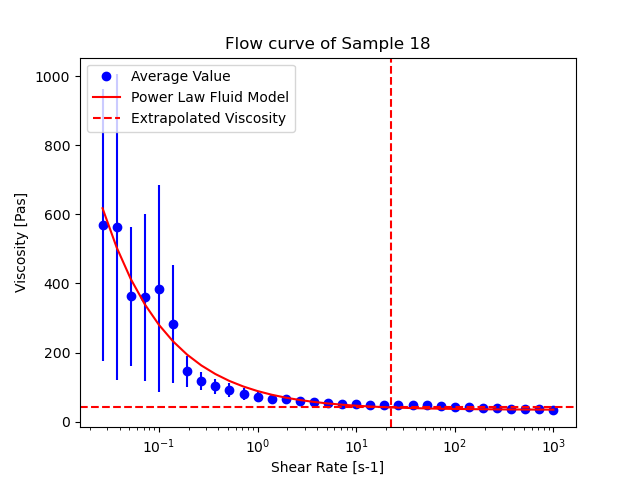 Flow curve of Sample 18
Average Value
Power Law Fluid Model
Extrapolated Viscosity
1000
800
600
400
200
0
Viscosity [Pas]
10⁻¹ 10⁰ 10¹ 10² 10³
Shear Rate [s-1]